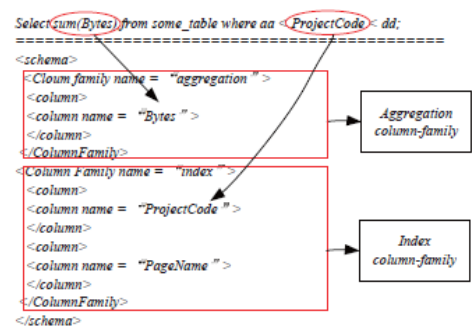 Select sum(Bytes) from some_table where aa < ProjectCode < dd;
==========================================
<schema>
<Cloum family name = “aggregation” >
<column>
<column name = “Bytes” >
</column>
</ColumnFamily>
Aggregation
column-family
<Column Family name = “index” >
<column>
<column name = “ProjectCode” >
</column>
<column>
<column name = “PageName” >
</column>
</ColumnFamily>
Index
column-family
</schema>